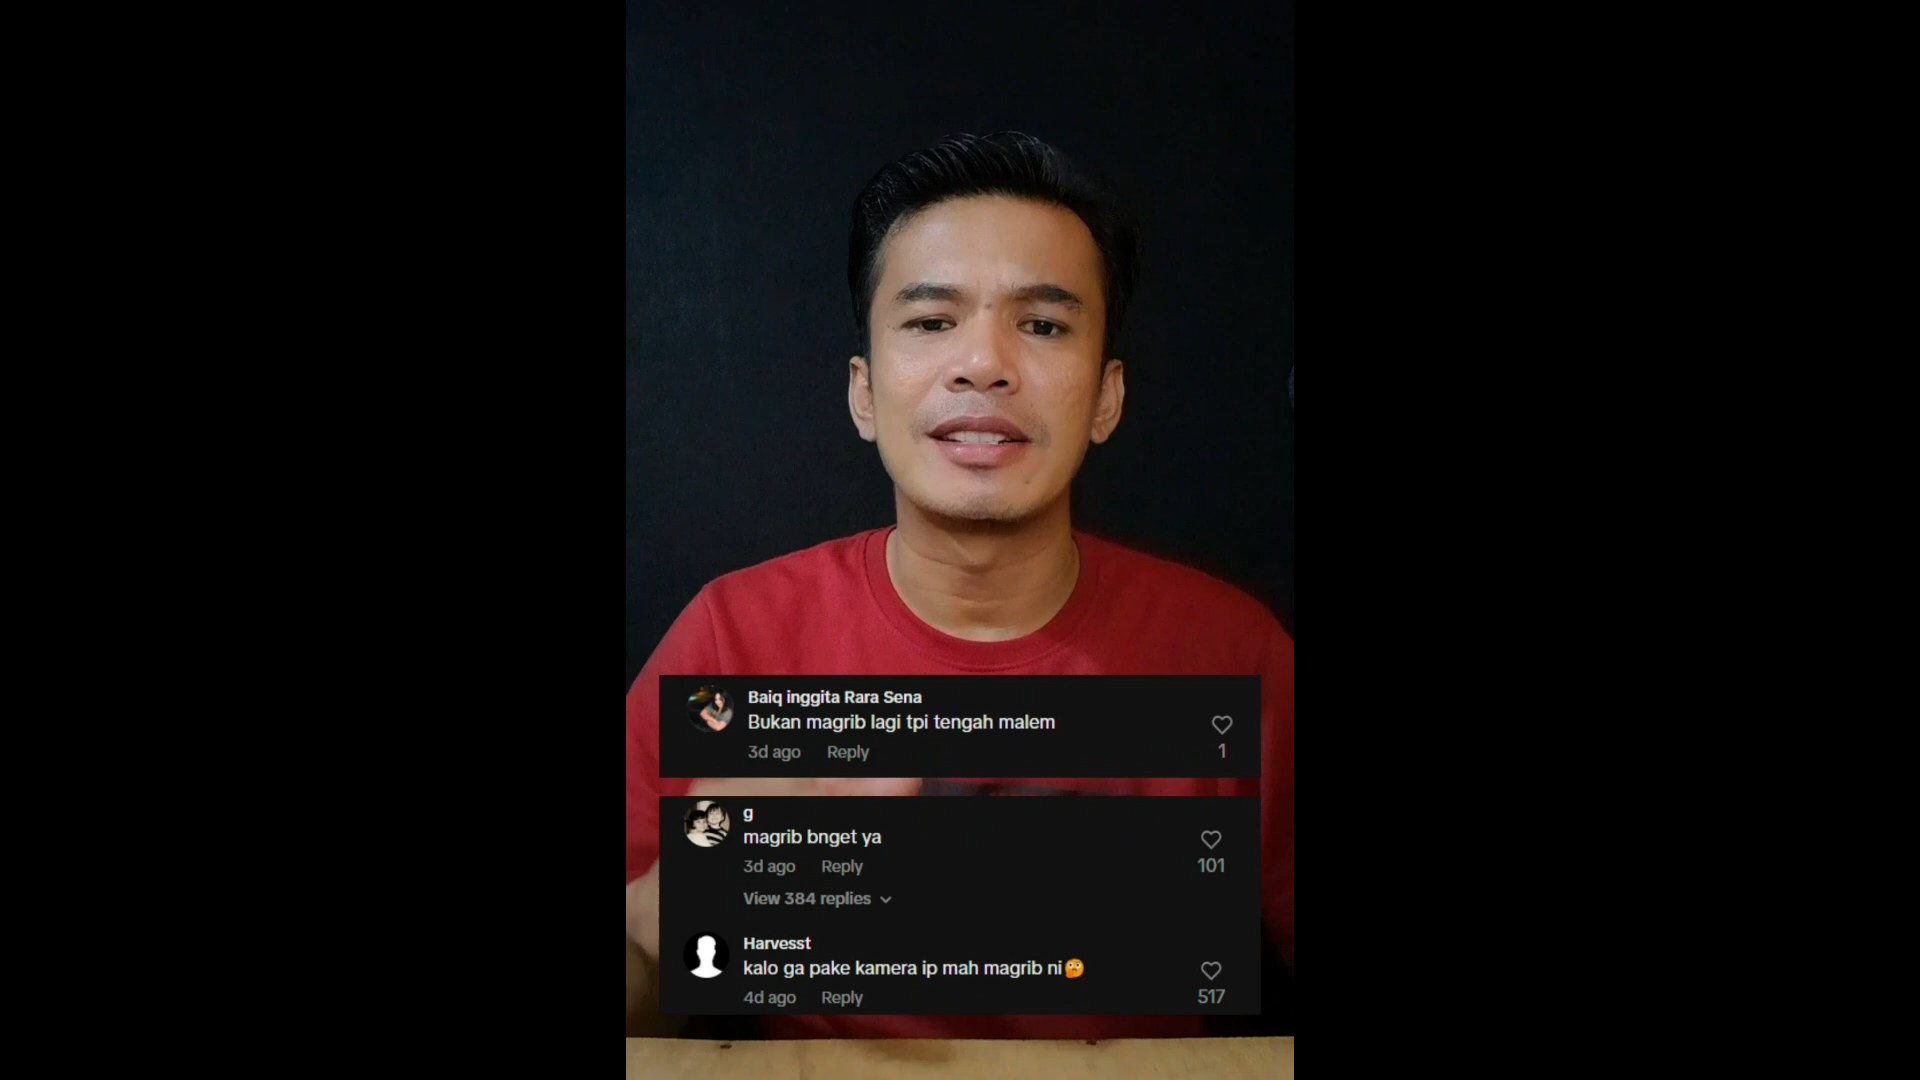 Baiq inggita Rara Sena
Bukan magrib lagi tpi tengah malem
3d ago Reply
1
g
magrib bnget ya
3d ago Reply
101
View 384 replies
Harvesst
kalo ga pake kamera ip mah magrib ni🫣
4d ago Reply
517